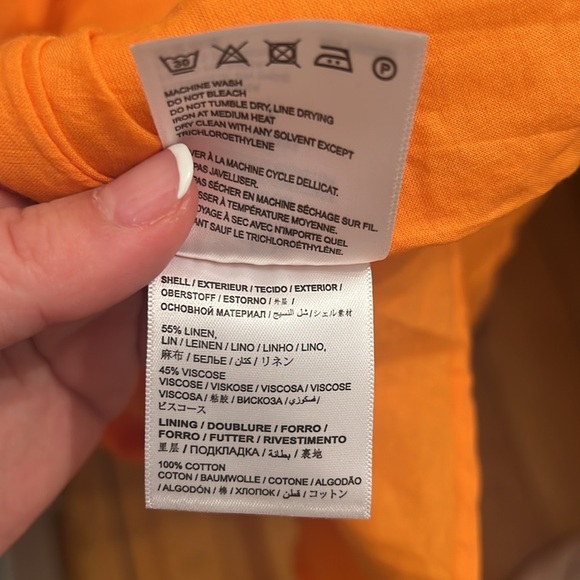 30 P
MACHINE WASH
DO NOT BLEACH
DO NOT TUMBLE DRY, LINE DRYING
IRON AT MEDIUM HEAT
DRY CLEAN WITH ANY SOLVENT EXCEPT
TRICHLOROETHYLENE
VER À LA MACHINE CYCLE DELLICAT.
PAS JAVELLISER.
PAS SÉCHER EN MACHINE SÉCHAGE SUR FIL.
SSER À TEMPÉRATURE MOYENNE.
OYAGE À SEC AVEC N'IMPORTE QUEL
ANT SAUF LE TRICHLOROÉTHYLÈNE.
SHELL / EXTERIEUR / TECIDO / EXTERIOR /
OBERSTOFF / ESTORNO / 外层 /
ОСНОВНОЙ МАТЕРИАЛ / شل النسيج / シェル素材
55% LINEN,
LIN / LEINEN / LINO / LINHO / LINO,
麻布 / БЕЛЬЕ / كتان / リネン
45% VISCOSE
VISCOSE / VISKOSE / VISCOSA / VISCOSE
VISCOSA / 粘胶 / ВИСКОЗА / فسكوزي /
ビスコース
LINING / DOUBLURE / FORRO /
FORRO / FUTTER / RIVESTIMENTO
里层 / ПОДКЛАДКА / بطانة / 裏地
100% COTTON
COTON / BAUMWOLLE / COTONE / ALGODÃO
/ ALGODÓN / 棉 / ХЛОПОК / قطن / コットン